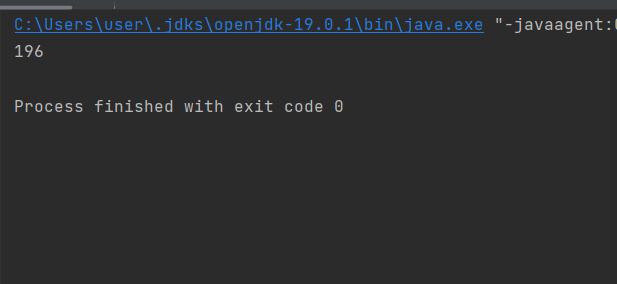 C:\Users\user\.jdks\openjdk-19.0.1\bin\java.exe "-javaagent:
196
Process finished with exit code 0